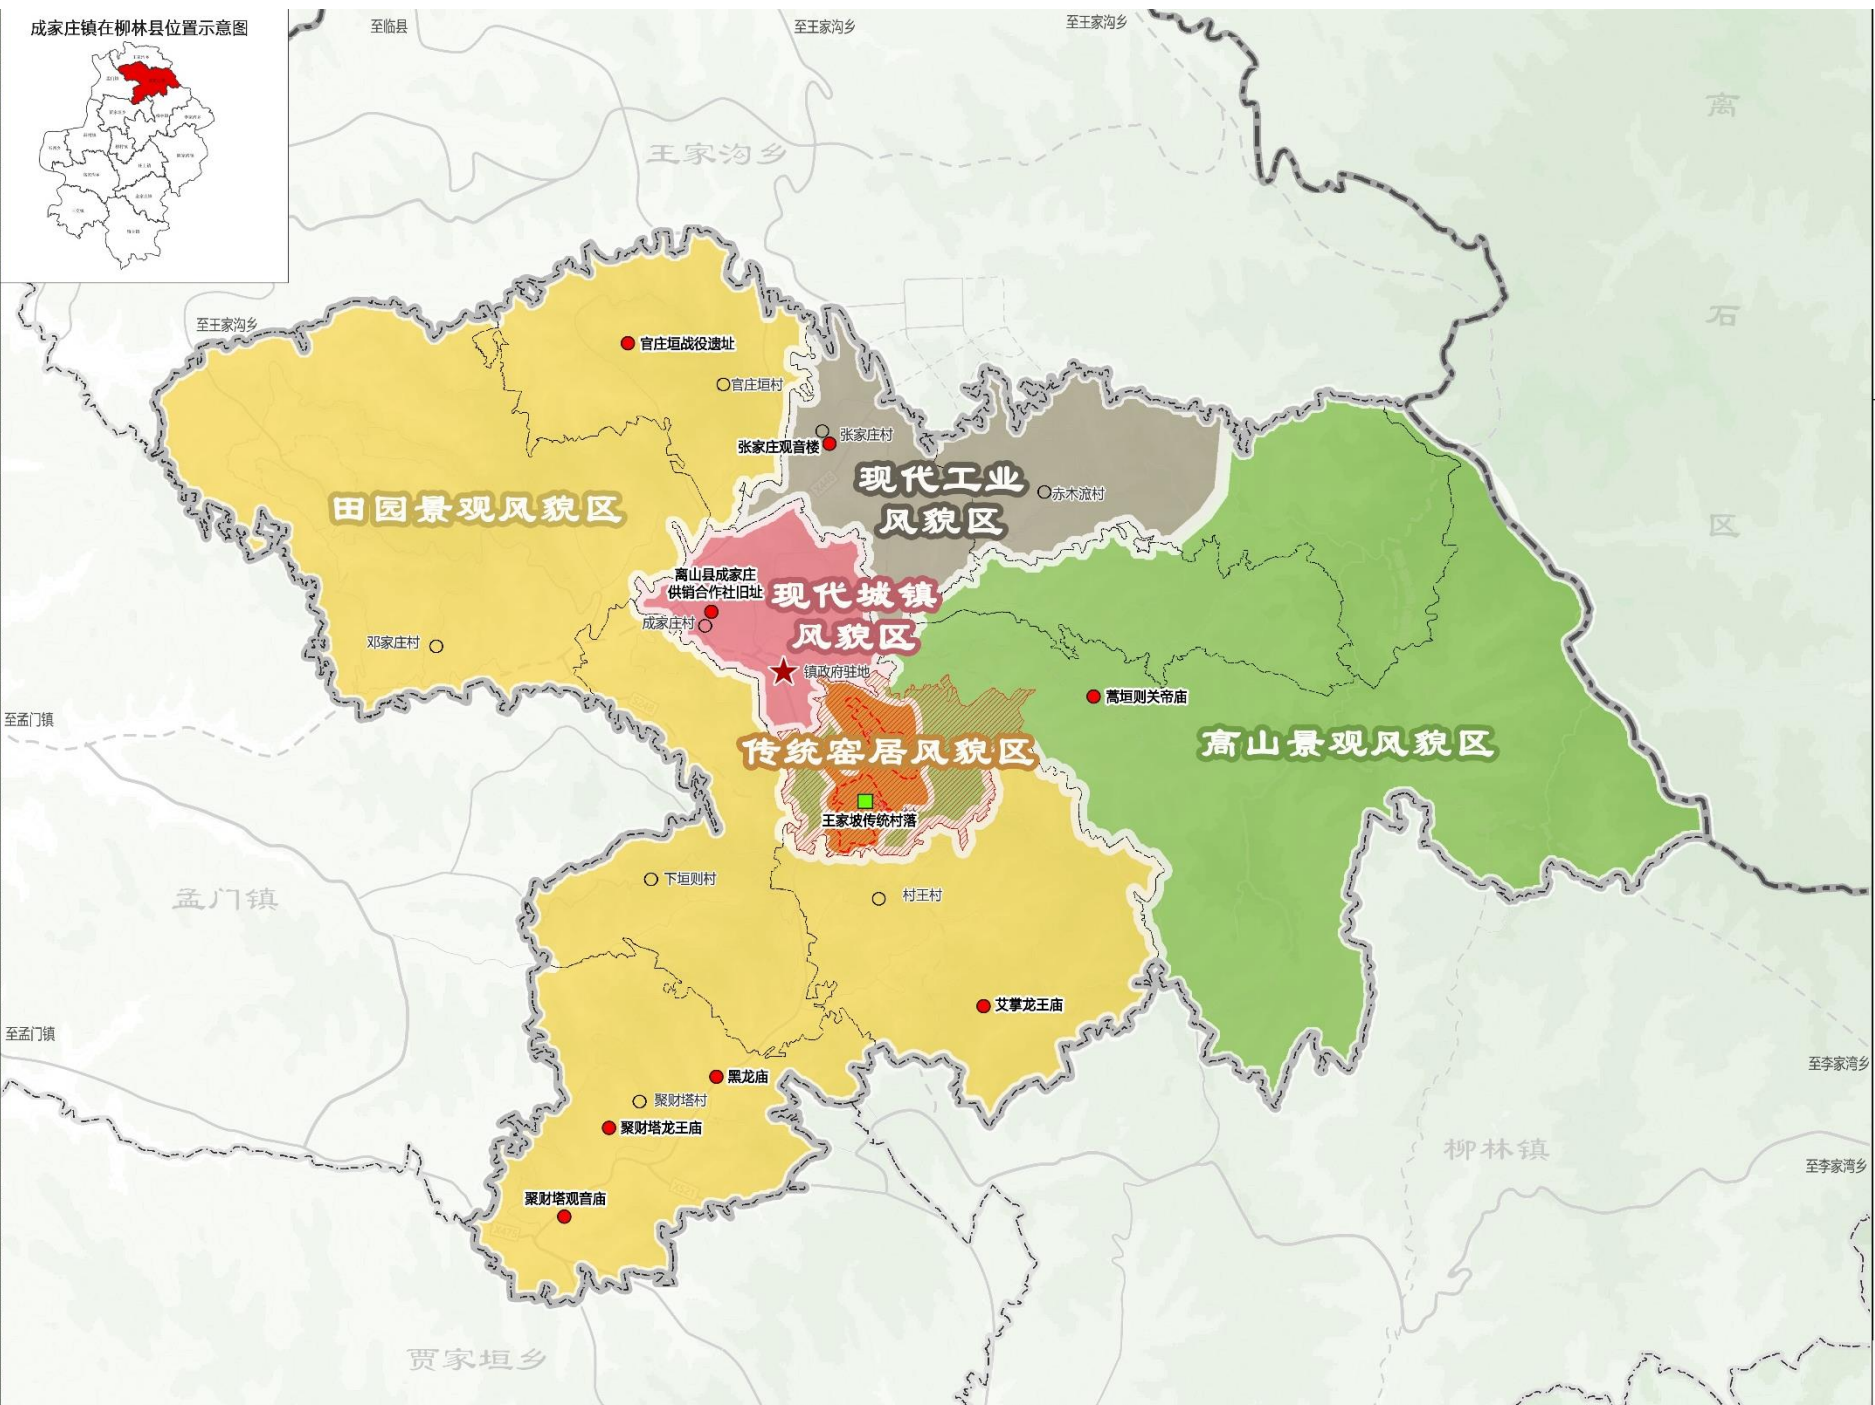 成家庄镇在柳林县位置示意图
至临县
至王家沟乡
至王家沟乡
离
石
区
王家沟乡
至王家沟乡
官庄垣战役遗址
官庄垣村
张家庄村
张家庄观音楼
现代工业
风貌区
赤木洰村
田园景观风貌区
离山县成家庄
供销合作社旧址
成家庄村
现代城镇
风貌区
邓家庄村
镇政府驻地
蒿垣则关帝庙
至孟门镇
传统窑居风貌区
高山景观风貌区
王家坡传统村落
下垣则村
村王村
孟门镇
艾掌龙王庙
至孟门镇
至李家湾乡
黑龙庙
聚财塔村
聚财塔龙王庙
柳林镇
至李家湾乡
聚财塔观音庙
贾家垣乡